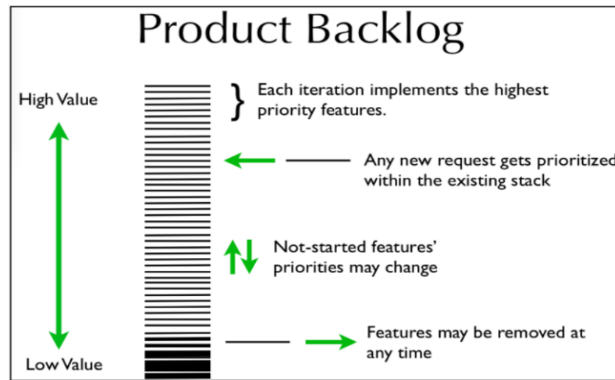 Product Backlog
High Value
Each iteration implements the highest
priority features.
Any new request gets prioritized
within the existing stack
Not-started features'
priorities may change
Features may be removed at
any time
Low Value